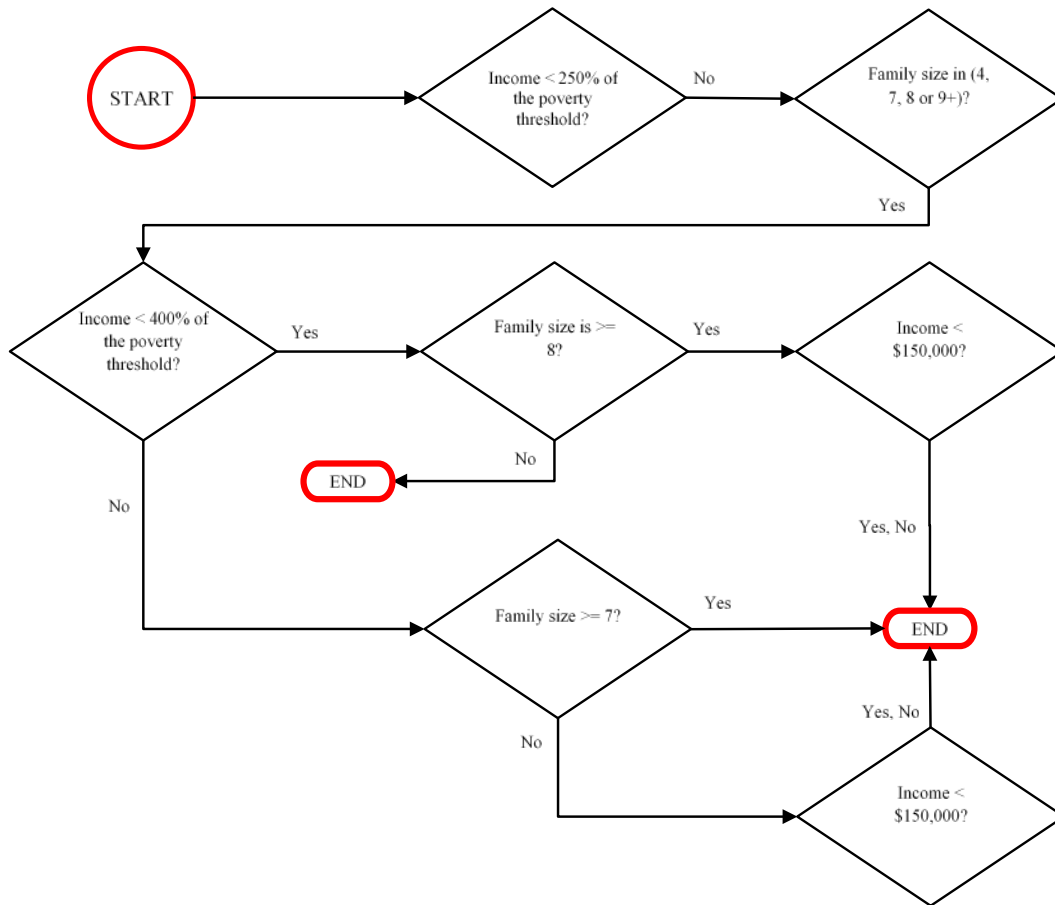 START
Income < 250% of
the poverty
threshold?
No
Family size in (4,
7, 8 or 9+)?
Yes
Income < 400% of
the poverty
threshold?
Yes
Family size is >=
8?
Yes
Income <
$150,000?
No
END
No
Yes, No
Family size >= 7?
Yes
END
No
Yes, No
Income <
$150,000?